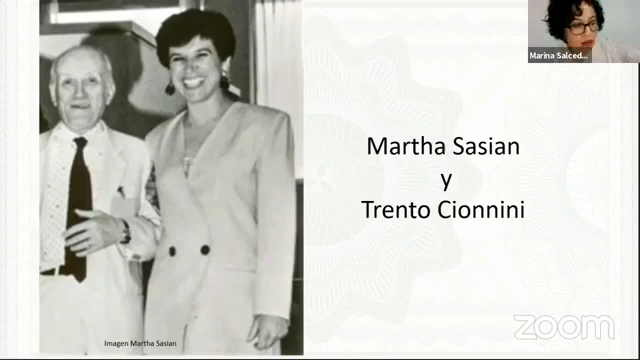 Marina Salced...
Martha Sasian
y
Trento Cionnini
Imagen Martha Sasian
zoom